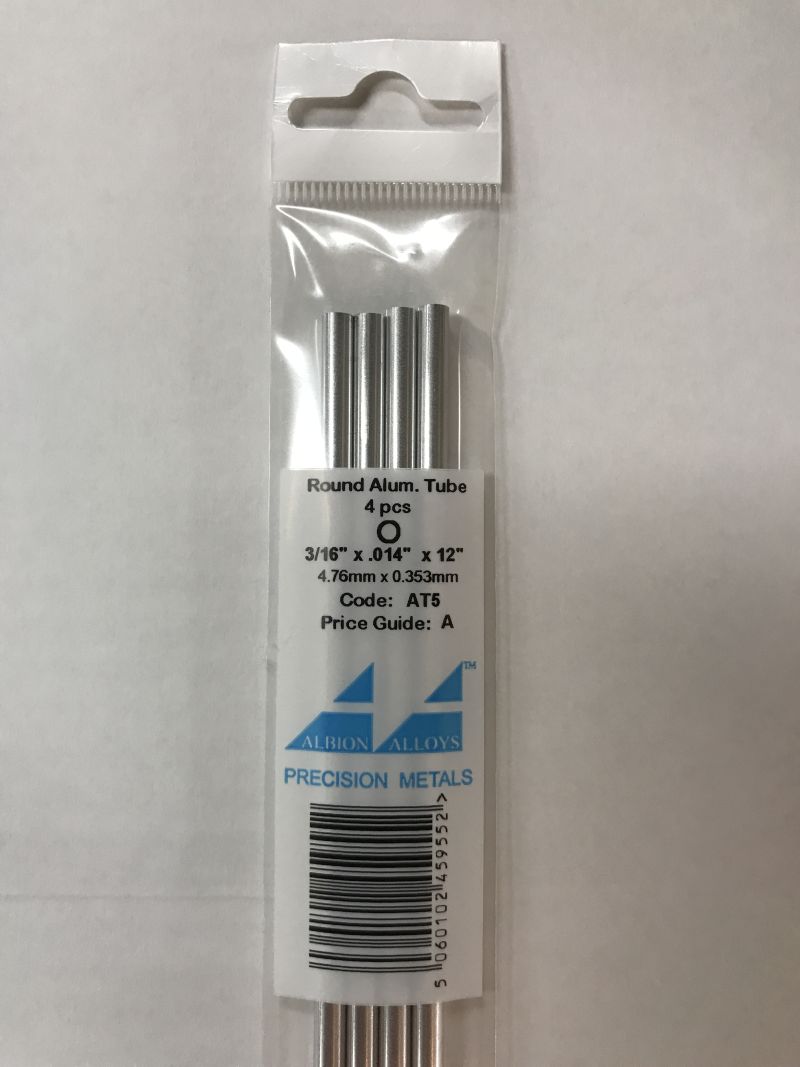 Round Alum. Tube
4 pcs
3/16" x .014" x 12"
4.76mm x 0.353mm
Code: AT5
Price Guide: A
TM
ALBION ALLOYS
PRECISION METALS
5 060102 459552 >